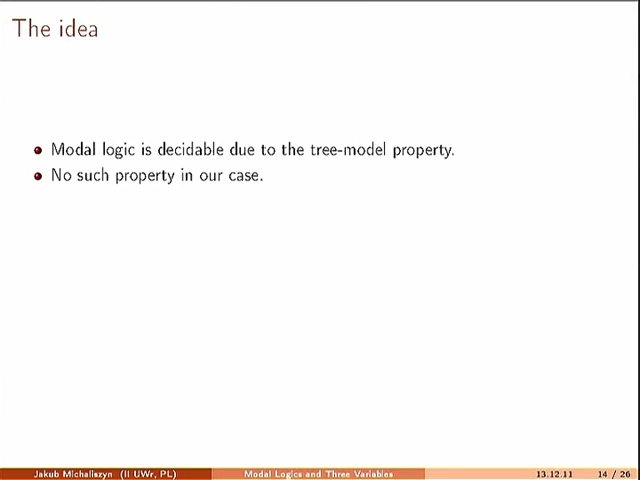 The idea
Modal logic is decidable due to the tree-model property.
No such property in our case.
Jakub Michaliszyn (II UWr, PL) Modal Logics and Three Variables 13.12.11 14 / 26